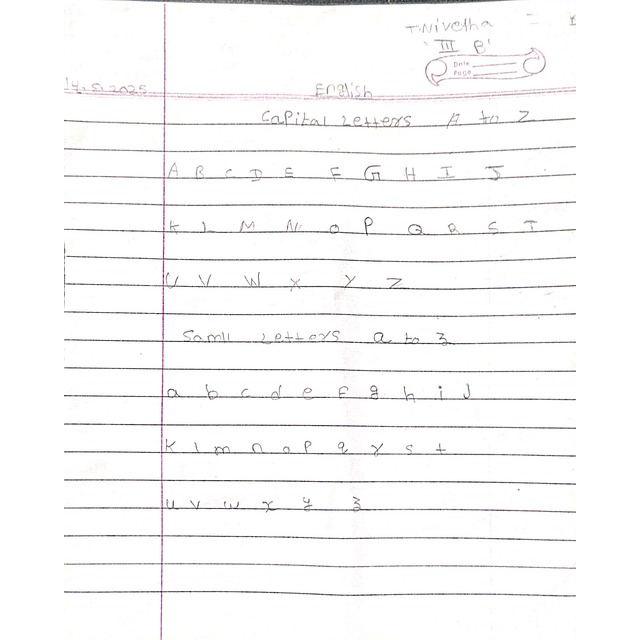 T.Nivetha
'III B'
Date
Page
14.5.2025
English
Capital Letters A to Z
A B C D E F G H I J
K L M N O P Q R S T
U V W X Y Z
Samll Letters a to z
a b c d e f g h i J
K l m n o p q r s t
u v w x y z